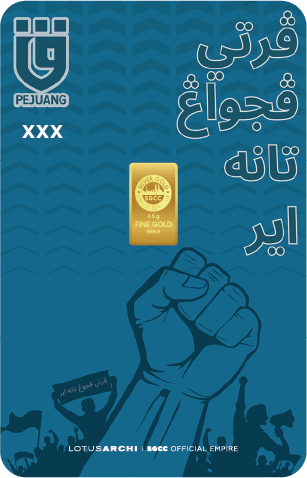 PEJUANG
XXX
ڤرتي
ڤجواڠ
تانه
اير
SGCC
0.5 g
FINE GOLD
999.9
ڤرتي ڤجواڠ تانه اير
LOTUSARCHI | SGCC OFFICIAL EMPIRE